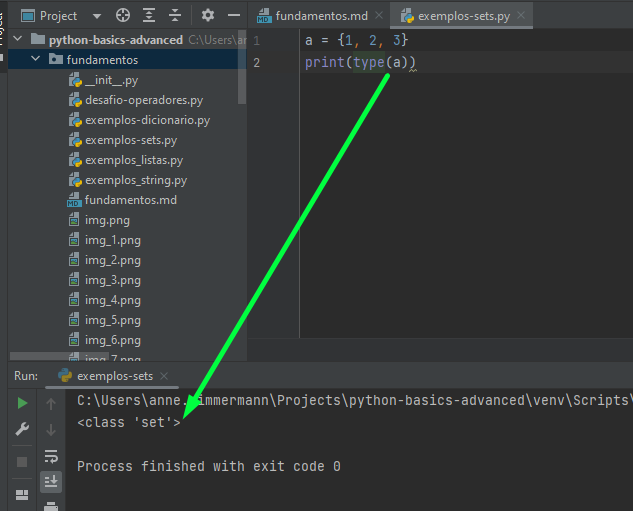 Project
fundamentos.md
exemplos-sets.py
python-basics-advanced C:\Users\an
fundamentos
__init__.py
desafio-operadores.py
exemplos-dicionario.py
exemplos-sets.py
exemplos_listas.py
exemplos_string.py
fundamentos.md
img.png
img_1.png
img_2.png
img_3.png
img_4.png
img_5.png
img_6.png
img_7.png
1 a = {1, 2, 3}
2 print(type(a))
Run: exemplos-sets
C:\Users\anne.zimmermann\Projects\python-basics-advanced\venv\Scripts\
<class 'set'>
Process finished with exit code 0
Project